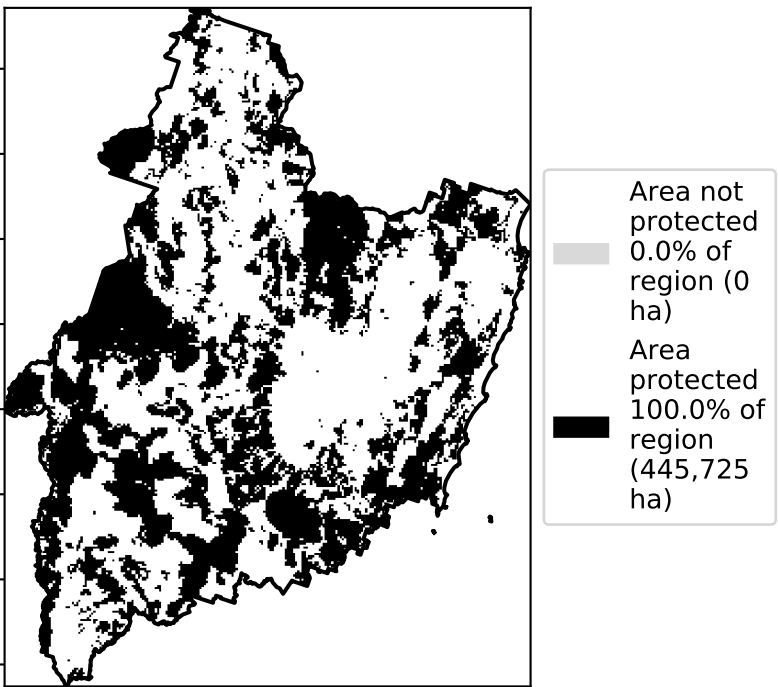 Area not
protected
0.0% of
region (0
ha)
Area
protected
100.0% of
region
(445,725
ha)